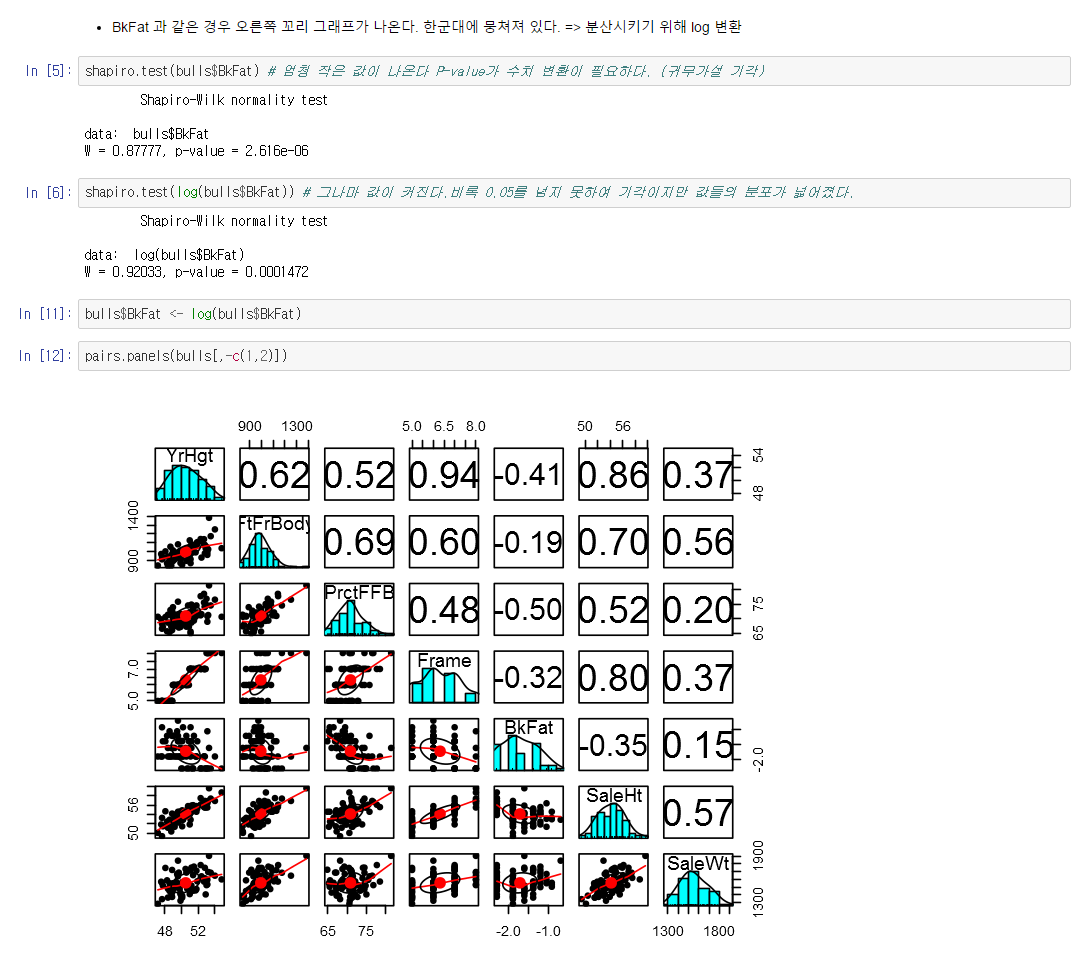 • BkFat 과 같은 경우 오른쪽 꼬리 그래프가 나온다. 한군대에 뭉쳐져 있다. => 분산시키기 위해 log 변환
In [5]: shapiro.test(bulls$BkFat) # 엄청 작은 값이 나온다 P-value가 수치 변환이 필요하다. (귀무가설 기각)
Shapiro-Wilk normality test
data:  bulls$BkFat
W = 0.87777, p-value = 2.616e-06
In [6]: shapiro.test(log(bulls$BkFat)) # 그나마 값이 커진다.비록 0.05를 넘지 못하여 기각이지만 값들의 분포가 넓어졌다.
Shapiro-Wilk normality test
data:  log(bulls$BkFat)
W = 0.92033, p-value = 0.0001472
In [11]: bulls$BkFat <- log(bulls$BkFat)
In [12]: pairs.panels(bulls[,-c(1,2)])
900 1300 5.0 6.5 8.0 50 56
YrHgt 0.62 0.52 0.94 -0.41 0.86 0.37 48 54
900 1400 FtFrBody 0.69 0.60 -0.19 0.70 0.56
PrctFFB 0.48 -0.50 0.52 0.20 65 75
5.0 7.0 Frame -0.32 0.80 0.37
BkFat -0.35 0.15 -2.0
50 56 SaleHt 0.57
SaleWt 1300 1900
48 52 65 75 -2.0 -1.0 1300 1800